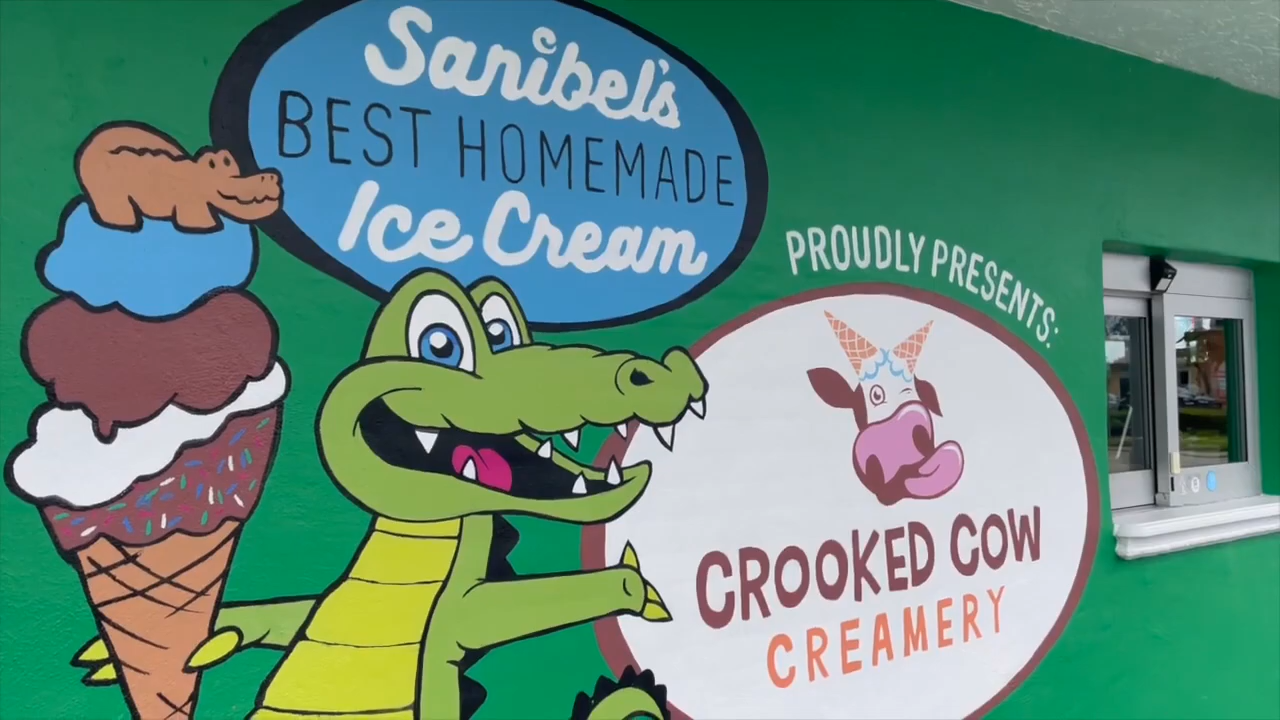 Sanibel's
BEST HOMEMADE
Ice Cream
PROUDLY PRESENTS:
CROOKED COW
CREAMERY